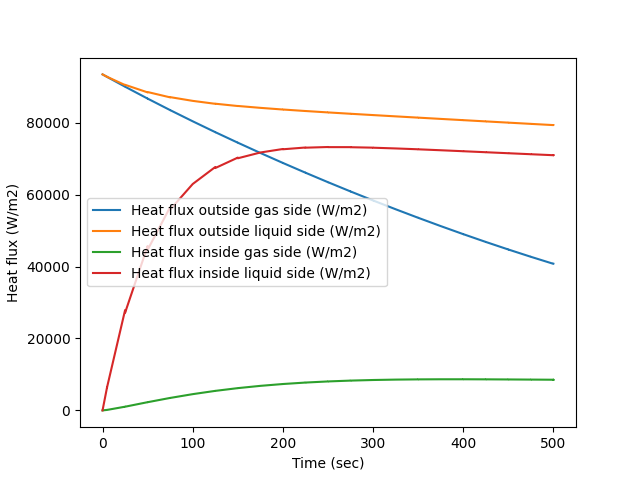 80000
60000
40000
20000
0
Heat flux (W/m2)
Heat flux outside gas side (W/m2)
Heat flux outside liquid side (W/m2)
Heat flux inside gas side (W/m2)
Heat flux inside liquid side (W/m2)
0 100 200 300 400 500
Time (sec)